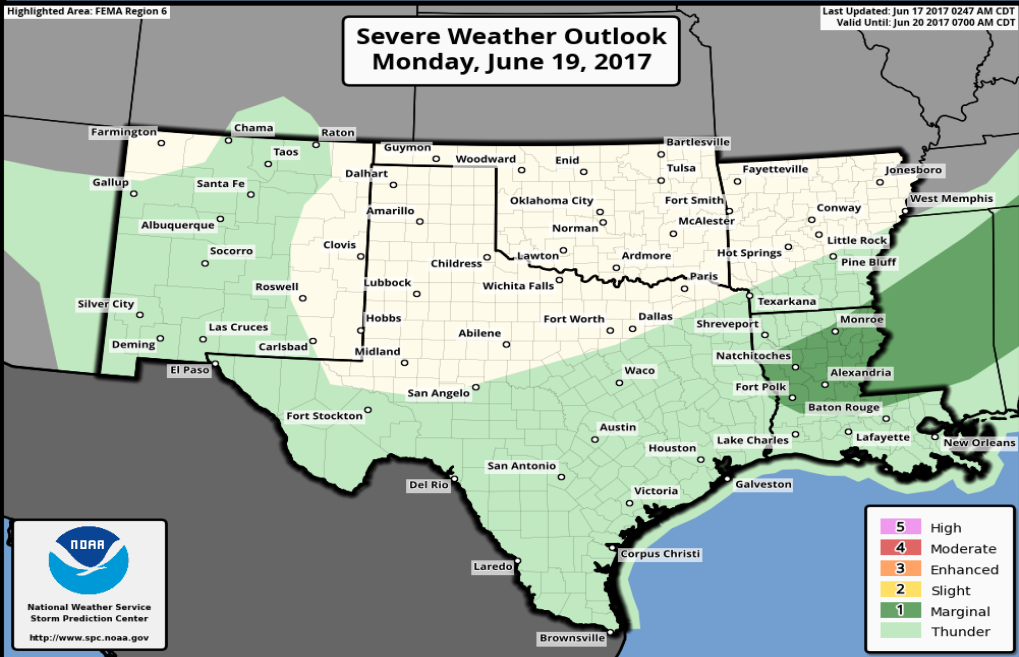 Highlighted Area: FEMA Region 6
Last Updated: Jun 17 2017 0247 AM CDT
Valid Until: Jun 20 2017 0700 AM CDT
Severe Weather Outlook
Monday, June 19, 2017
Farmington
Chama
Raton
Taos
Guymon
Woodward
Enid
Bartlesville
Tulsa
Fayetteville
Jonesboro
Gallup
Santa Fe
Dalhart
Oklahoma City
Fort Smith
West Memphis
Albuquerque
Amarillo
Norman
McAlester
Conway
Socorro
Clovis
Childress
Lawton
Ardmore
Hot Springs
Little Rock
Pine Bluff
Roswell
Lubbock
Wichita Falls
Paris
Texarkana
Silver City
Las Cruces
Hobbs
Abilene
Fort Worth
Dallas
Shreveport
Monroe
Deming
Carlsbad
Midland
Natchitoches
El Paso
San Angelo
Waco
Alexandria
Fort Polk
Fort Stockton
Baton Rouge
Austin
Houston
Lake Charles
Lafayette
New Orleans
Del Rio
San Antonio
Victoria
Galveston
Laredo
Corpus Christi
Brownsville
NOAA
National Weather Service
Storm Prediction Center
http://www.spc.noaa.gov
5 High
4 Moderate
3 Enhanced
2 Slight
1 Marginal
Thunder